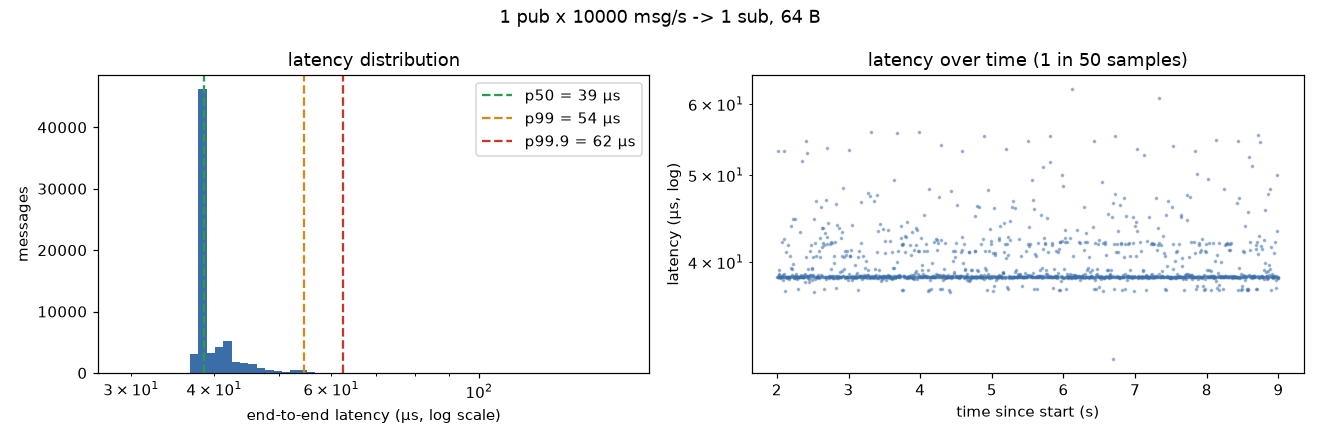 1 pub x 10000 msg/s -> 1 sub, 64 B
latency distribution
p50 = 39 µs
p99 = 54 µs
p99.9 = 62 µs
40000
30000
20000
10000
0
messages
3 × 10¹
4 × 10¹
6 × 10¹
10²
end-to-end latency (µs, log scale)
latency over time (1 in 50 samples)
6 × 10¹
5 × 10¹
4 × 10¹
latency (µs, log)
2 3 4 5 6 7 8 9
time since start (s)